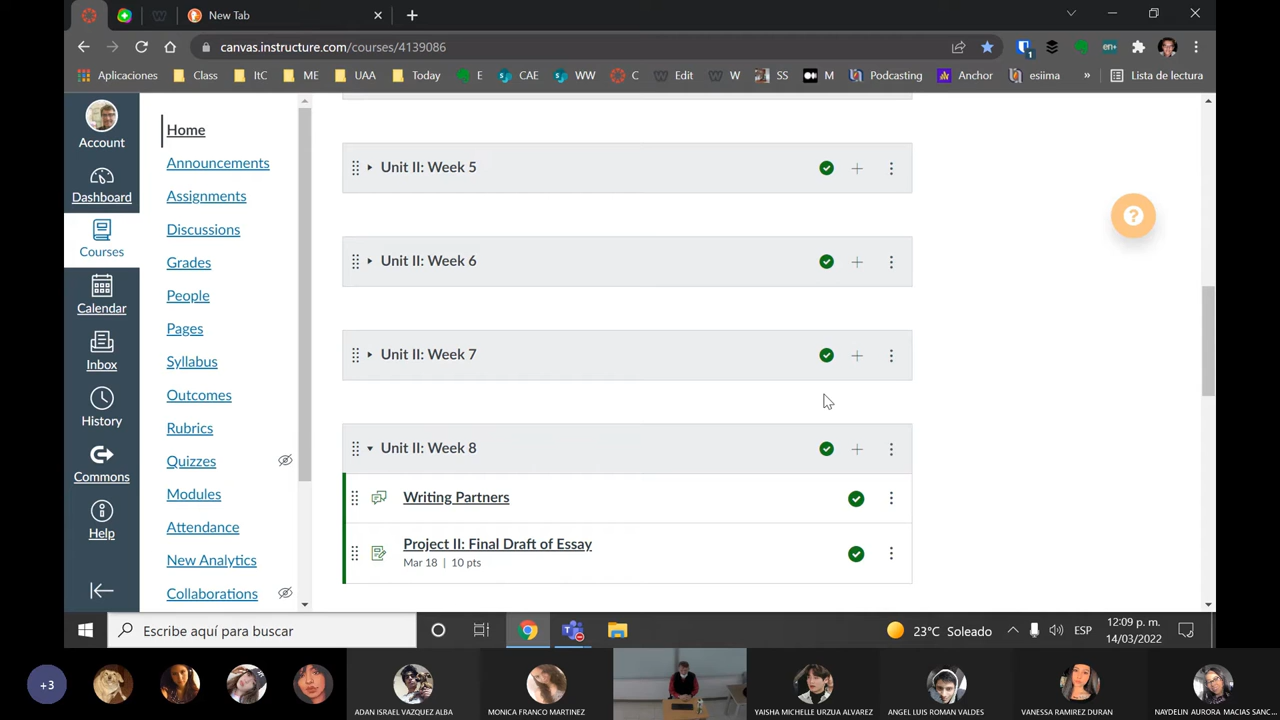 New Tab
canvas.instructure.com/courses/4139086
Aplicaciones
Class
ItC
ME
UAA
Today
E
CAE
WW
C
Edit
W
SS
M
Podcasting
Anchor
esiima
»
Lista de lectura
Account
Dashboard
Courses
Calendar
Inbox
History
Commons
Help
Home
Announcements
Assignments
Discussions
Grades
People
Pages
Syllabus
Outcomes
Rubrics
Quizzes
Modules
Attendance
New Analytics
Collaborations
Unit II: Week 5
Unit II: Week 6
Unit II: Week 7
Unit II: Week 8
Writing Partners
Project II: Final Draft of Essay
Mar 18 | 10 pts
Escribe aquí para buscar
23°C Soleado
ESP
12:09 p. m.
14/03/2022
+3
ADAN ISRAEL VAZQUEZ ALBA
MONICA FRANCO MARTINEZ
YAISHA MICHELLE URZUA ALVAREZ
ANGEL LUIS ROMAN VALDES
VANESSA RAMIREZ DURAN
NAYDELIN AURORA MACIAS SANC...